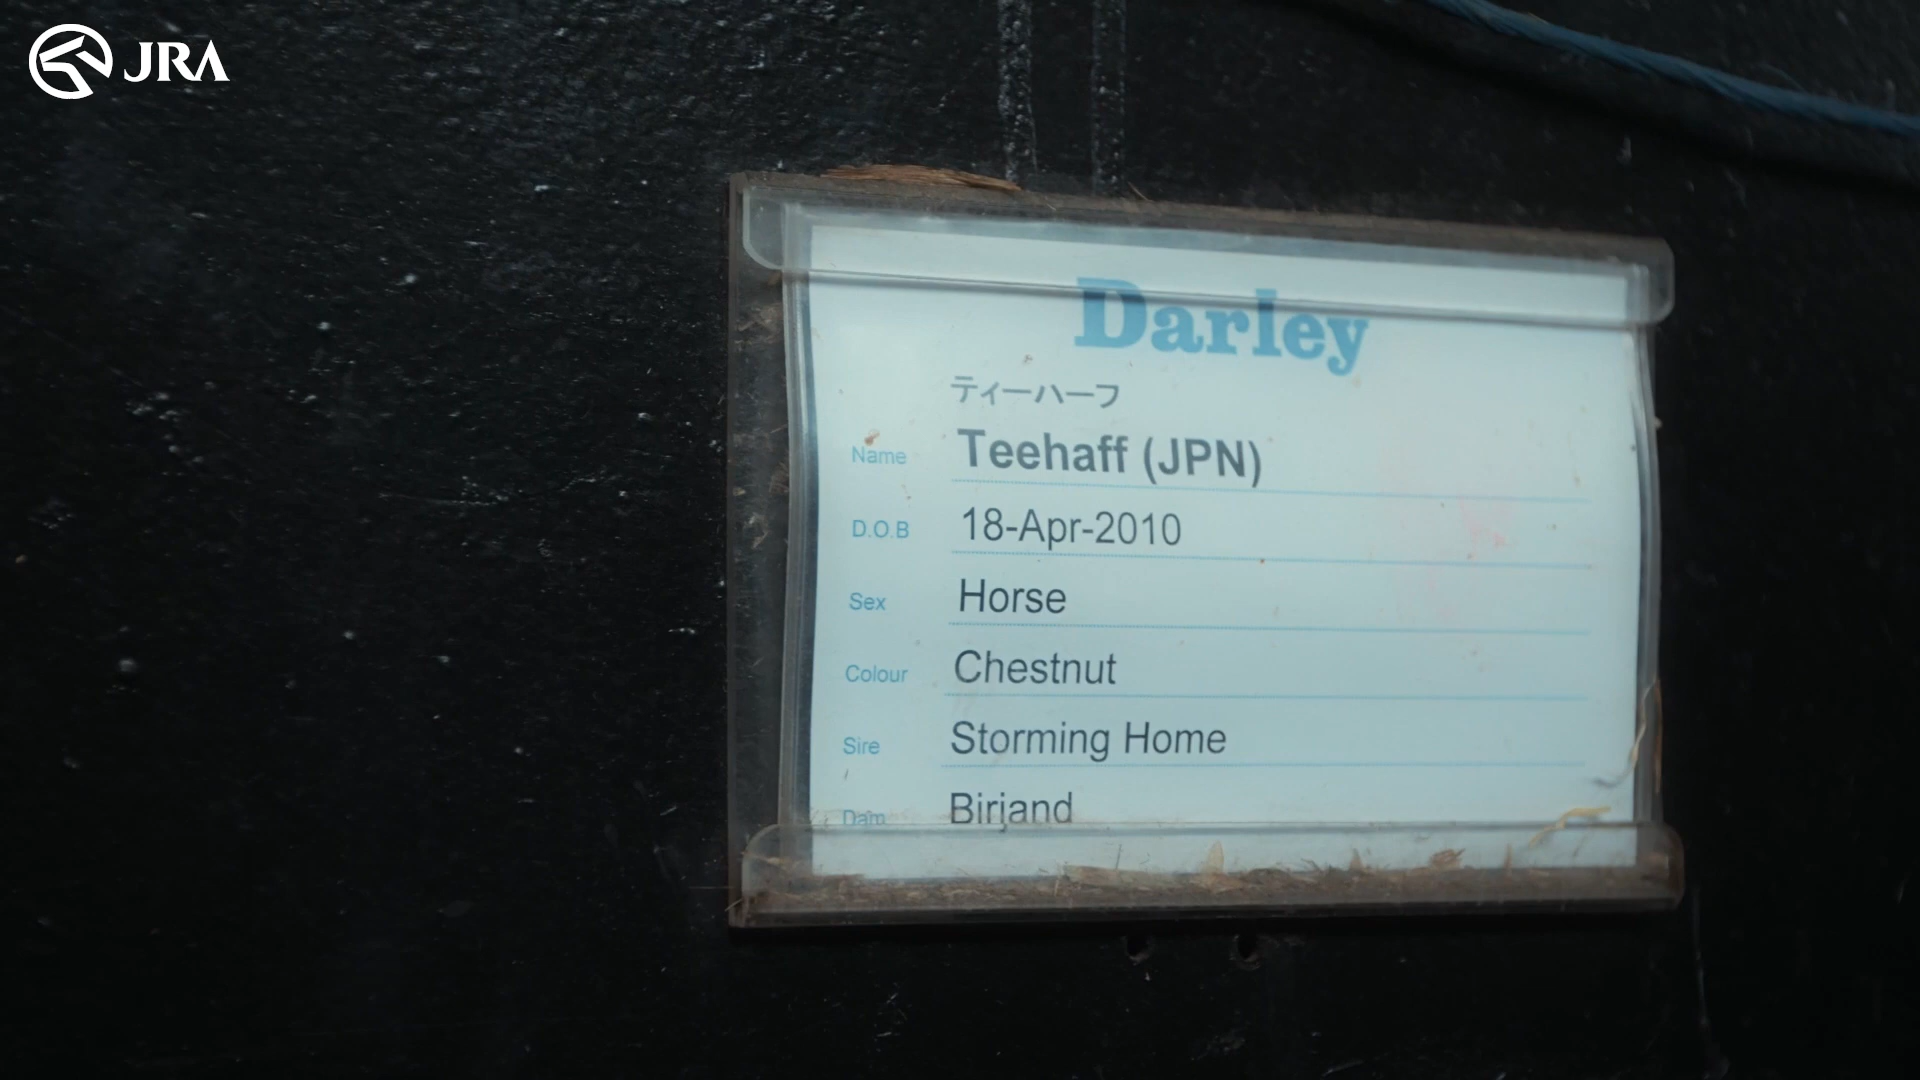 JRA
Darley
ティーハーフ
Name Teehaff (JPN)
D.O.B 18-Apr-2010
Sex Horse
Colour Chestnut
Sire Storming Home
Dam Birjand